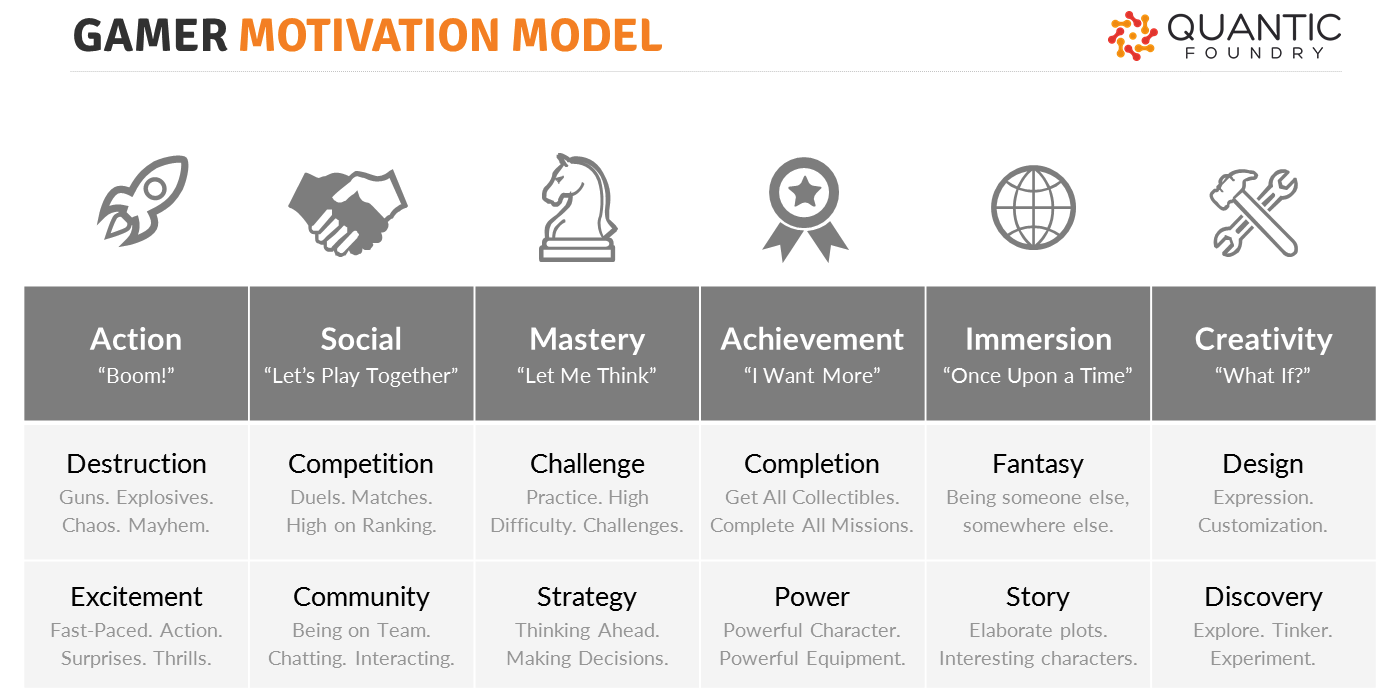 GAMER MOTIVATION MODEL
QUANTIC
FOUNDRY
Action
“Boom!”
Social
“Let’s Play Together”
Mastery
“Let Me Think”
Achievement
“I Want More”
Immersion
“Once Upon a Time”
Creativity
“What If?”
Destruction
Guns. Explosives.
Chaos. Mayhem.
Competition
Duels. Matches.
High on Ranking.
Challenge
Practice. High
Difficulty. Challenges.
Completion
Get All Collectibles.
Complete All Missions.
Fantasy
Being someone else,
somewhere else.
Design
Expression.
Customization.
Excitement
Fast-Paced. Action.
Surprises. Thrills.
Community
Being on Team.
Chatting. Interacting.
Strategy
Thinking Ahead.
Making Decisions.
Power
Powerful Character.
Powerful Equipment.
Story
Elaborate plots.
Interesting characters.
Discovery
Explore. Tinker.
Experiment.